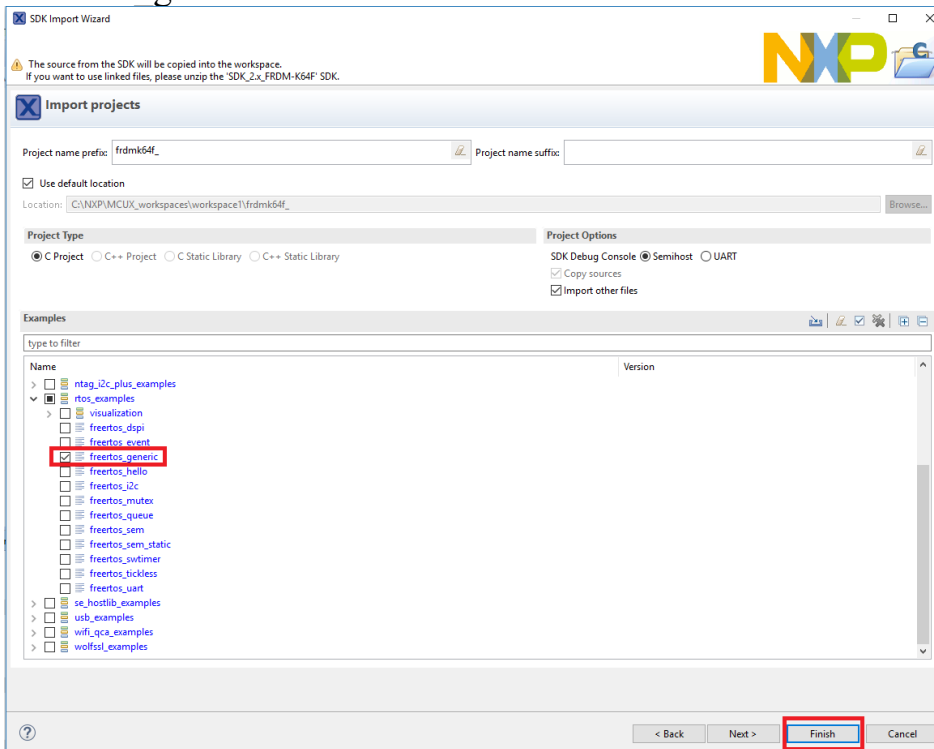 SDK Import Wizard
The source from the SDK will be copied into the workspace.
If you want to use linked files, please unzip the 'SDK_2.x_FRDM-K64F' SDK.
NXP
Import projects
Project name prefix: frdmk64f_ Project name suffix:
Use default location
Location: C:\NXP\MCUX_workspaces\workspace1\frdmk64f_ Browse...
Project Type Project Options
C Project C++ Project C Static Library C++ Static Library SDK Debug Console Semihost UART
Copy sources
Import other files
Examples
type to filter
Name Version
ntag_i2c_plus_examples
rtos_examples
visualization
freertos_dspi
freertos_event
freertos_generic
freertos_hello
freertos_i2c
freertos_mutex
freertos_queue
freertos_sem
freertos_sem_static
freertos_swtimer
freertos_tickless
freertos_uart
se_hostlib_examples
usb_examples
wifi_qca_examples
wolfssl_examples
? < Back Next > Finish Cancel